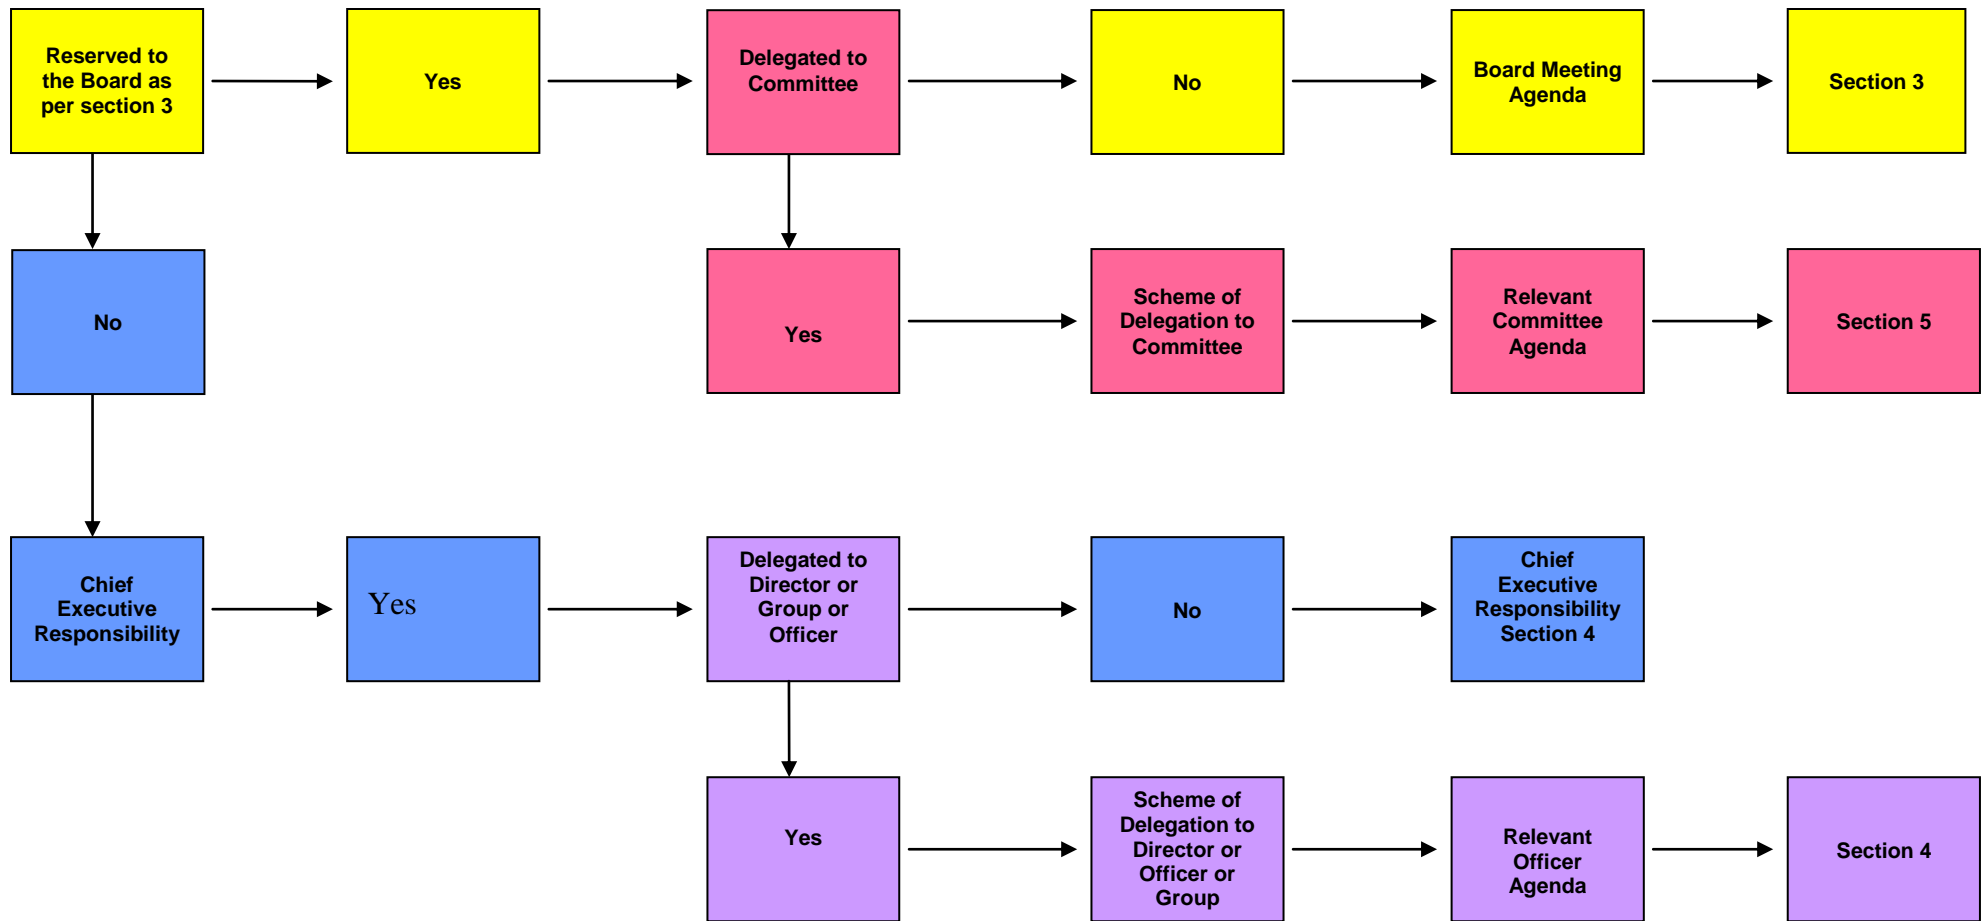 Reserved to
the Board as
per section 3
Yes
Delegated to
Committee
No
Board Meeting
Agenda
Section 3
No
Yes
Scheme of
Delegation to
Committee
Relevant
Committee
Agenda
Section 5
Chief
Executive
Responsibility
Yes
Delegated to
Director or
Group or
Officer
No
Chief
Executive
Responsibility
Section 4
Yes
Scheme of
Delegation to
Director or
Officer or
Group
Relevant
Officer
Agenda
Section 4